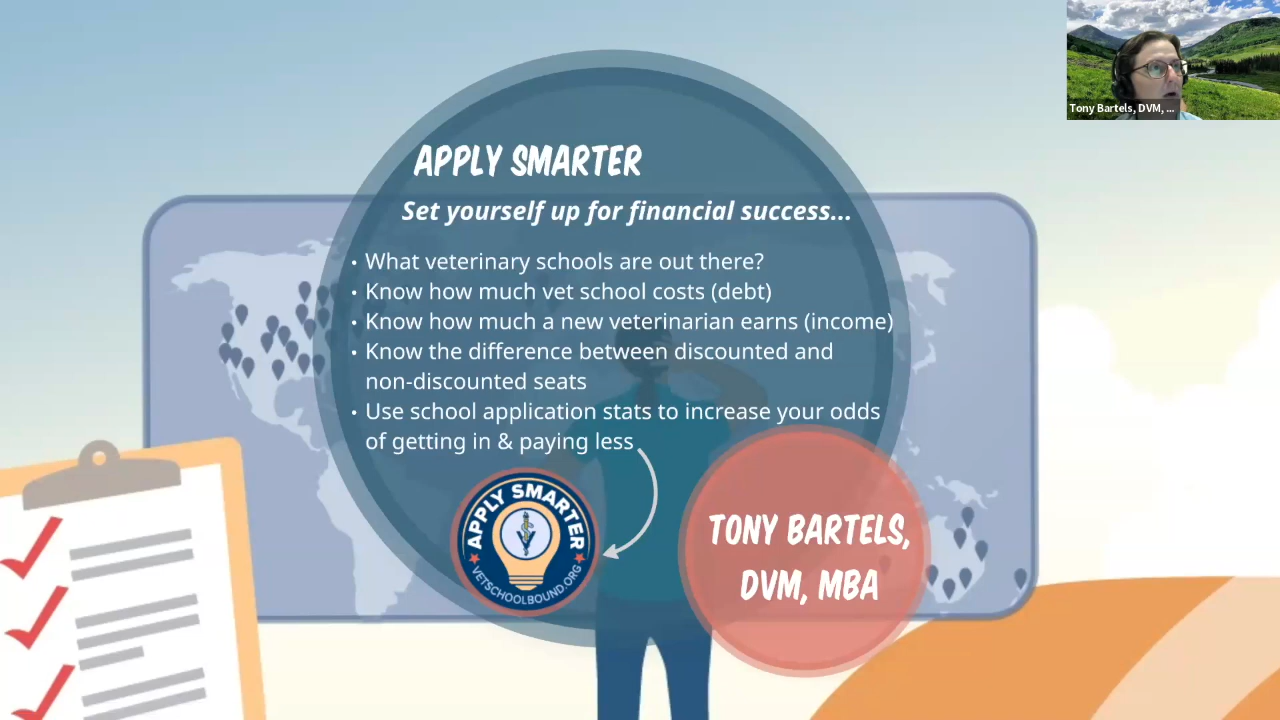 APPLY SMARTER
Set yourself up for financial success...
• What veterinary schools are out there?
• Know how much vet school costs (debt)
• Know how much a new veterinarian earns (income)
• Know the difference between discounted and
non-discounted seats
• Use school application stats to increase your odds
of getting in & paying less
APPLY SMARTER
VETSCHOOLBOUND.ORG
TONY BARTELS,
DVM, MBA
Tony Bartels, DVM, ...